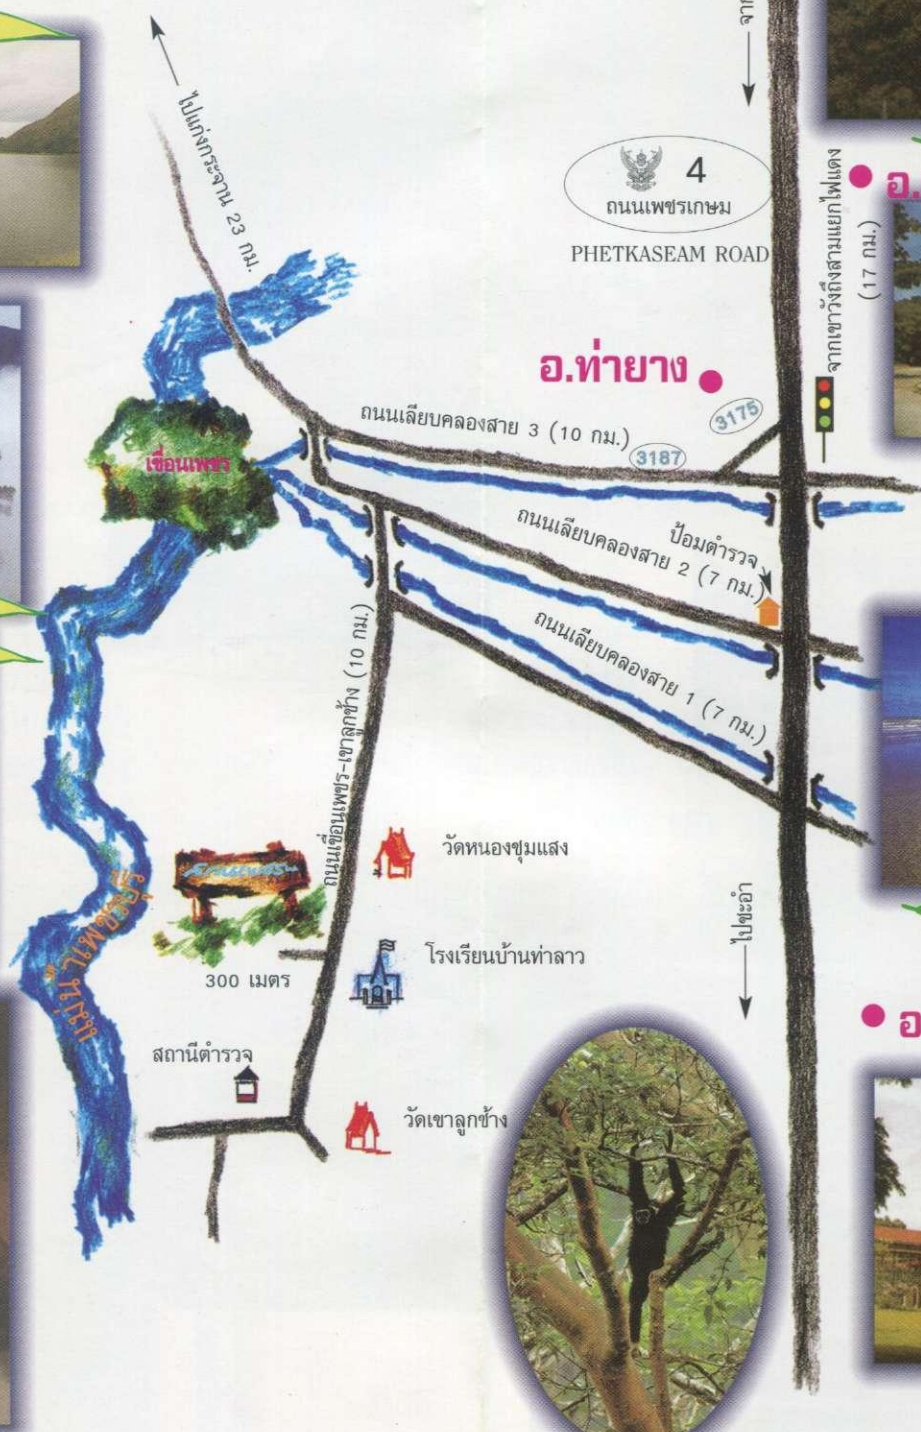 ไปแก่งกระจาน 23 กม.
4
ถนนเพชรเกษม
PHETKASEAM ROAD
จากเขาวังถึงสามแยกไฟแดง
(17 กม.)
อ.
อ.ท่ายาง
3175
ถนนเลียบคลองสาย 3 (10 กม.)
3187
เขื่อนเพชร
ถนนเลียบคลองสาย 2 (7 กม.)
ป้อมตำรวจ
ถนนเลียบคลองสาย 1 (7 กม.)
ถนนเขื่อนเพชร-เขาลูกช้าง (10 กม.)
วัดหนองชุมแสง
แม่น้ำเพชรบุรี
300 เมตร
โรงเรียนบ้านท่าลาว
ไปชะอำ
อ
สถานีตำรวจ
วัดเขาลูกช้าง